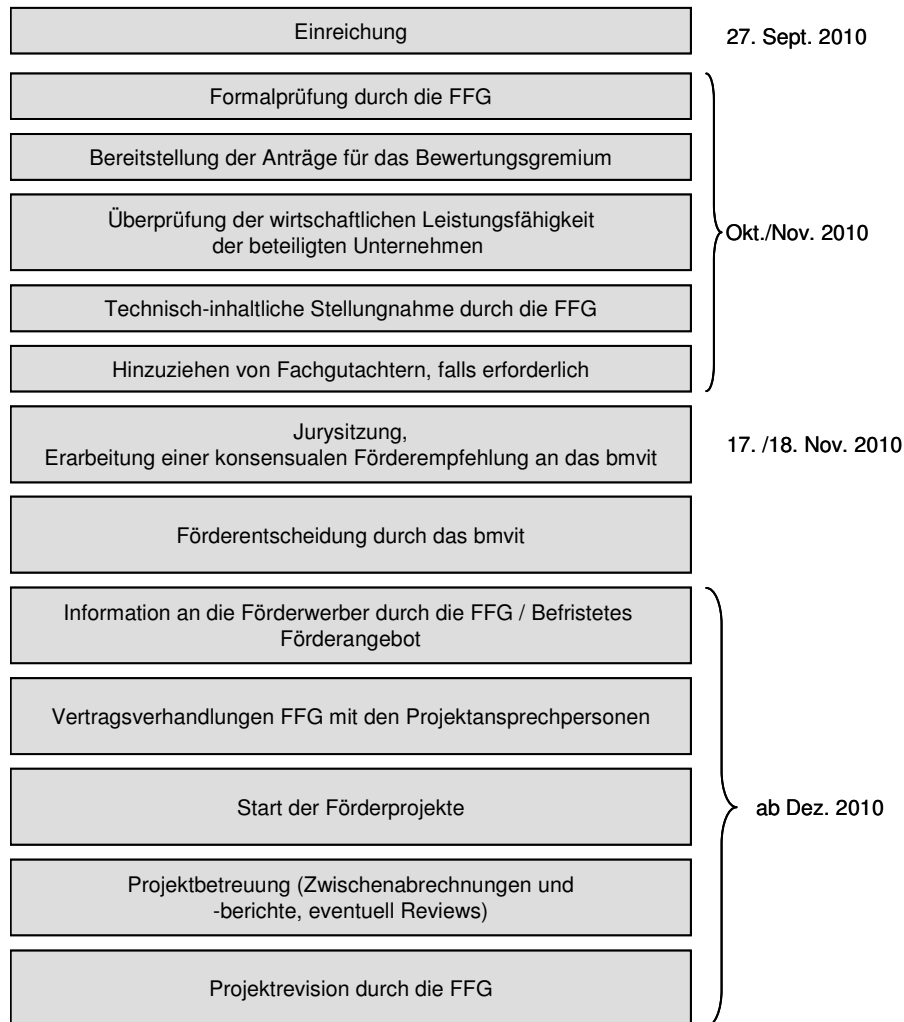 Einreichung
27. Sept. 2010
Formalprüfung durch die FFG
Bereitstellung der Anträge für das Bewertungsgremium
Überprüfung der wirtschaftlichen Leistungsfähigkeit
der beteiligten Unternehmen
Okt./Nov. 2010
Technisch-inhaltliche Stellungnahme durch die FFG
Hinzuziehen von Fachgutachtern, falls erforderlich
Jurysitzung,
Erarbeitung einer konsensualen Förderempfehlung an das bmvit
17. /18. Nov. 2010
Förderentscheidung durch das bmvit
Information an die Förderwerber durch die FFG / Befristetes
Förderangebot
Vertragsverhandlungen FFG mit den Projektansprechpersonen
Start der Förderprojekte
ab Dez. 2010
Projektbetreuung (Zwischenabrechnungen und
-berichte, eventuell Reviews)
Projektrevision durch die FFG